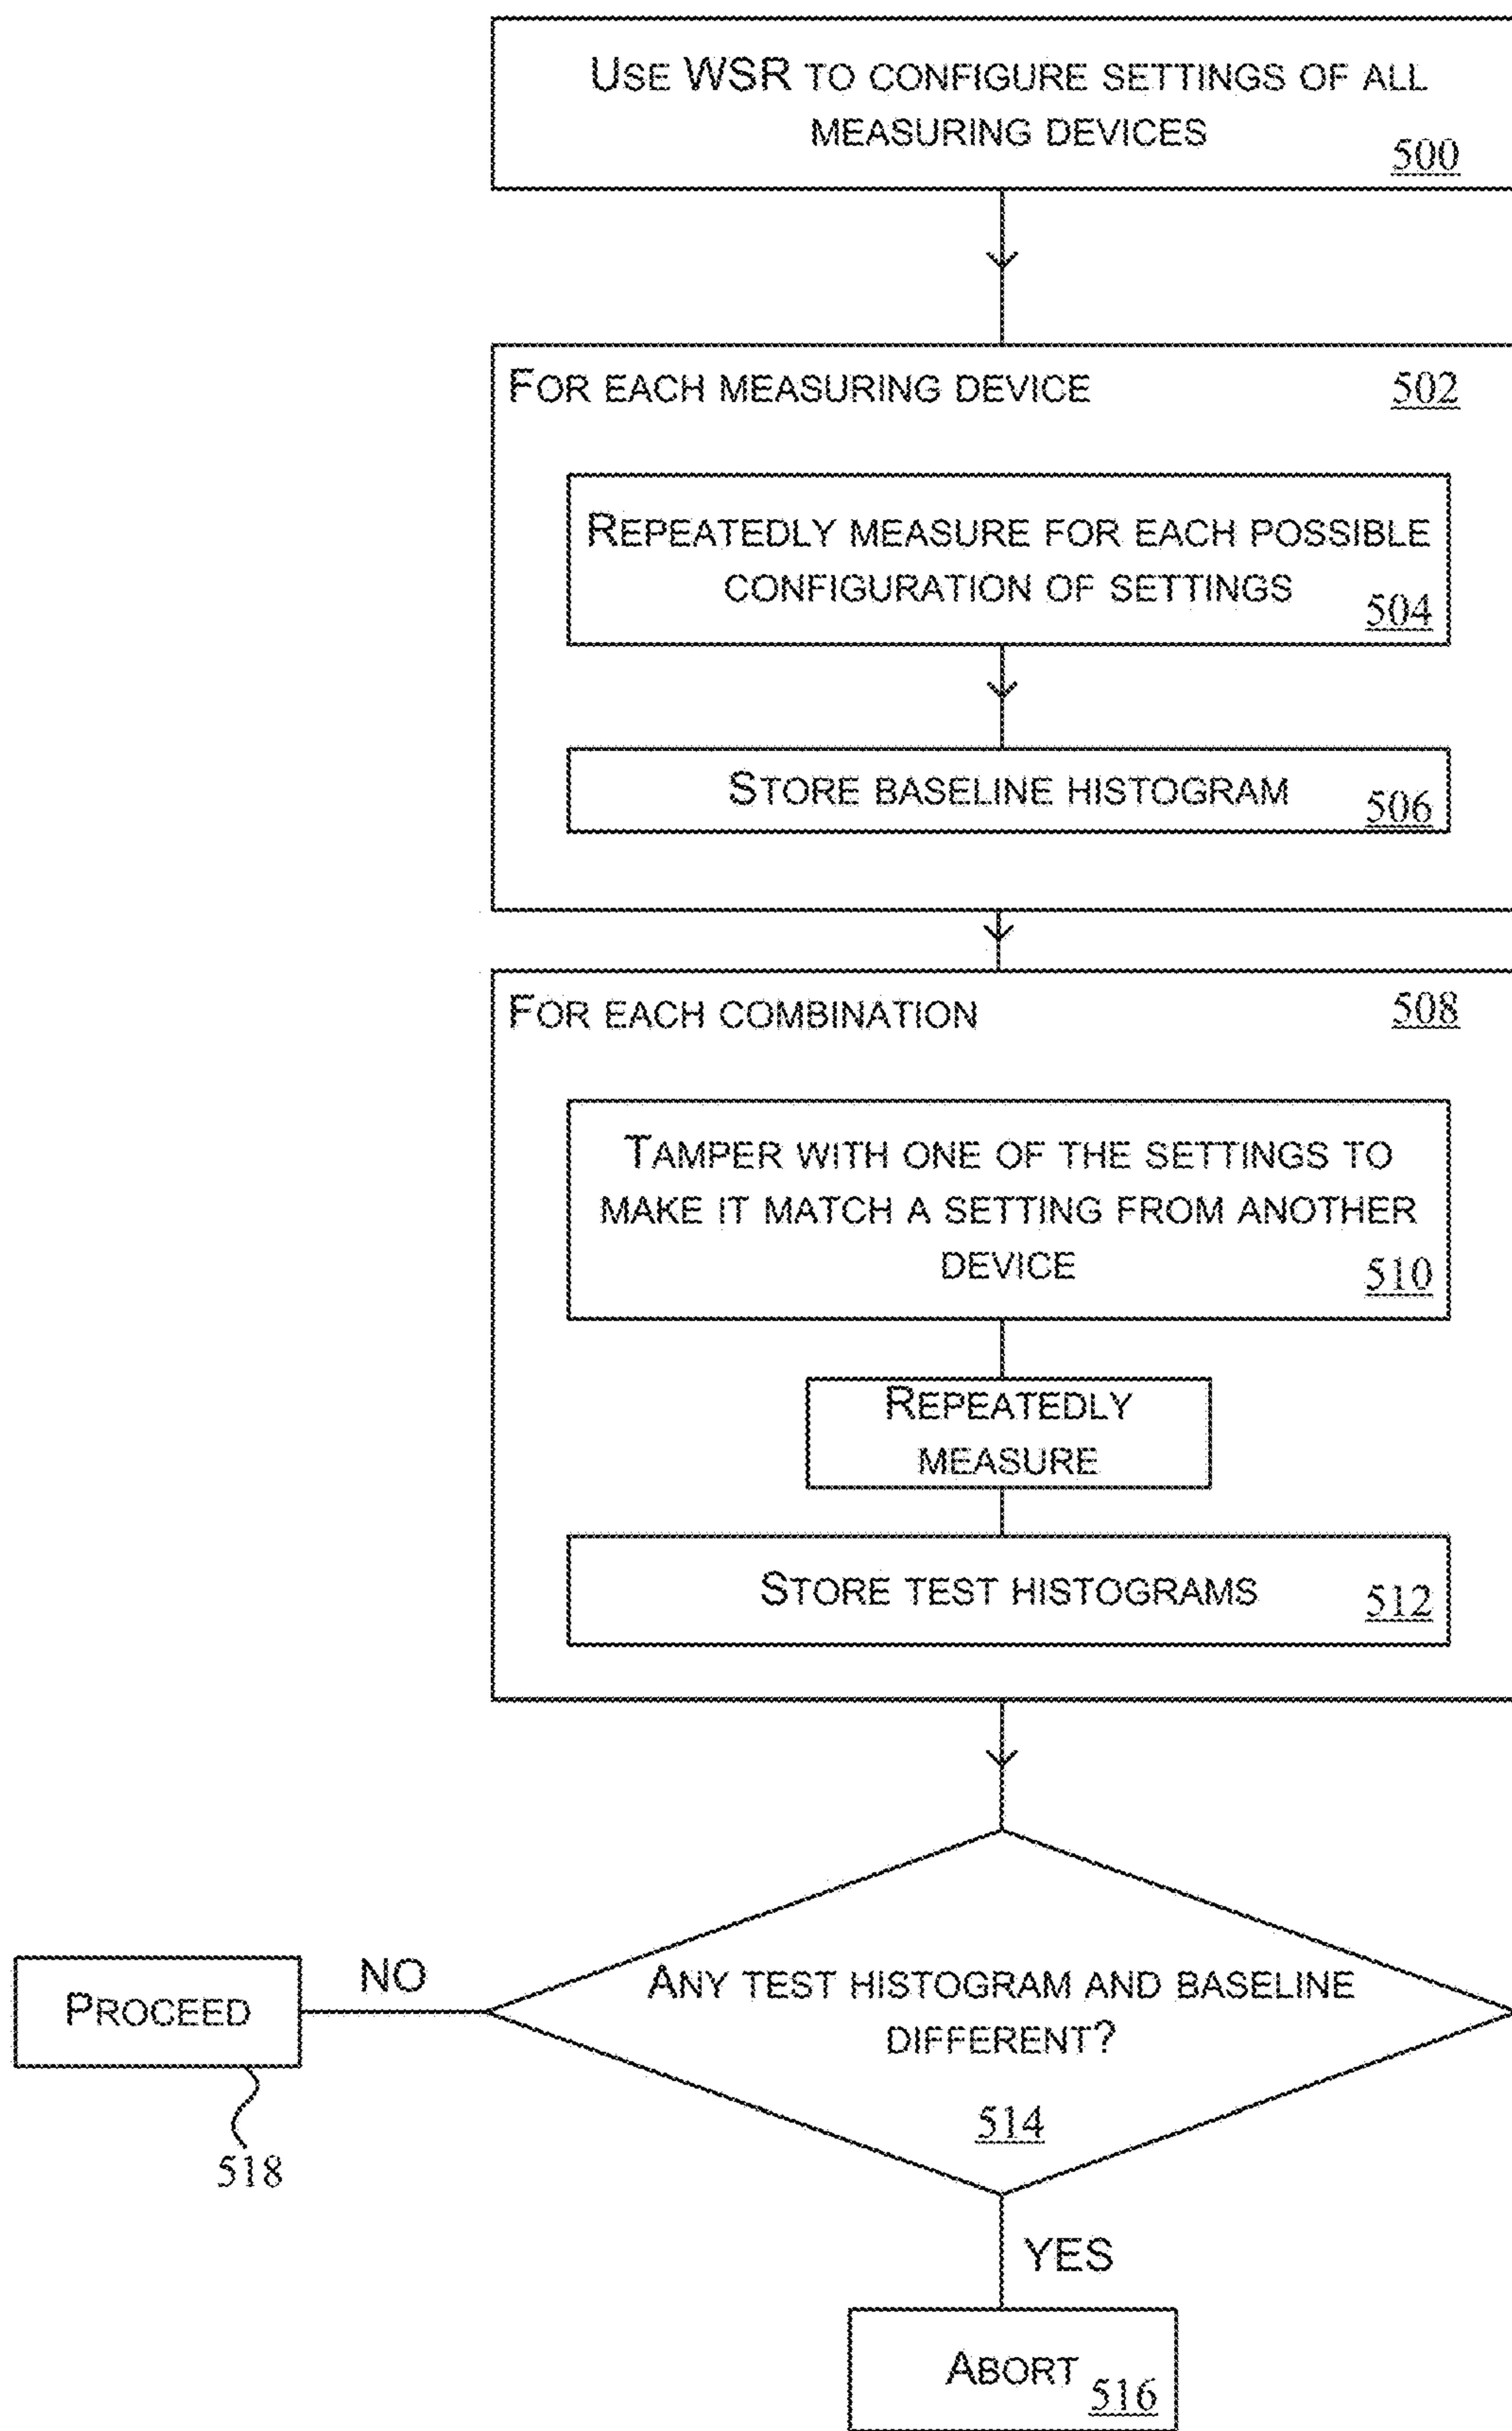 USE WSR TO CONFIGURE SETTINGS OF ALL
MEASURING DEVICES
500
FOR EACH MEASURING DEVICE
502
REPEATEDLY MEASURE FOR EACH POSSIBLE
CONFIGURATION OF SETTINGS
504
STORE BASELINE HISTOGRAM
506
FOR EACH COMBINATION
508
TAMPER WITH ONE OF THE SETTINGS TO
MAKE IT MATCH A SETTING FROM ANOTHER
DEVICE
510
REPEATEDLY
MEASURE
STORE TEST HISTOGRAMS
512
ANY TEST HISTOGRAM AND BASELINE
DIFFERENT?
514
NO
PROCEED
518
YES
ABORT
516